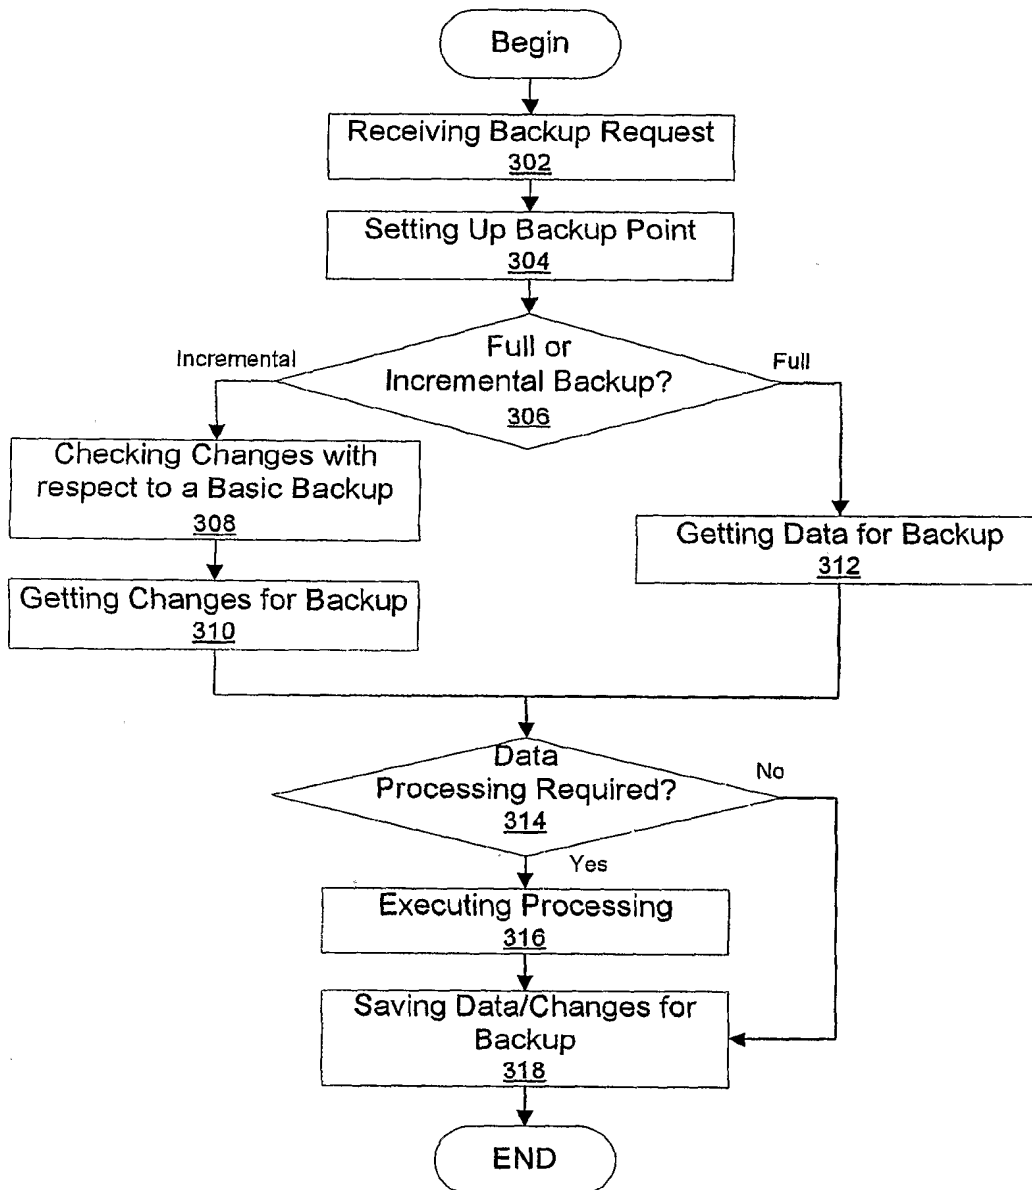 Begin
Receiving Backup Request
302
Setting Up Backup Point
304
Full or
Incremental Backup?
306
Incremental
Full
Checking Changes with
respect to a Basic Backup
308
Getting Changes for Backup
310
Getting Data for Backup
312
Data
Processing Required?
314
No
Yes
Executing Processing
316
Saving Data/Changes for
Backup
318
END